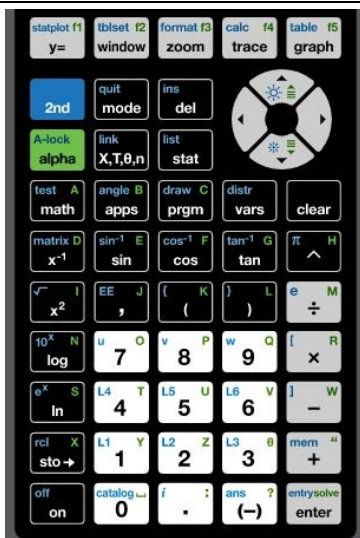 statplot f1 tblset f2 format f3 calc f4 table f5
y= window zoom trace graph
quit ins
2nd mode del
A-lock link list
alpha X,T,θ,n stat
test A angle B draw C distr
math apps prgm vars clear
matrix D sin⁻¹ E cos⁻¹ F tan⁻¹ G π H
x⁻¹ sin cos tan ^
√ I EE J { K } L e M
x² , ( ) ÷
10ˣ N u O v P w Q [ R
log 7 8 9 ×
eˣ S L4 T L5 U L6 V ] W
ln 4 5 6 −
rcl X L1 Y L2 Z L3 θ mem "
sto→ 1 2 3 +
off catalog ⎵ i : ans ? entrysolve
on 0 . (−) enter